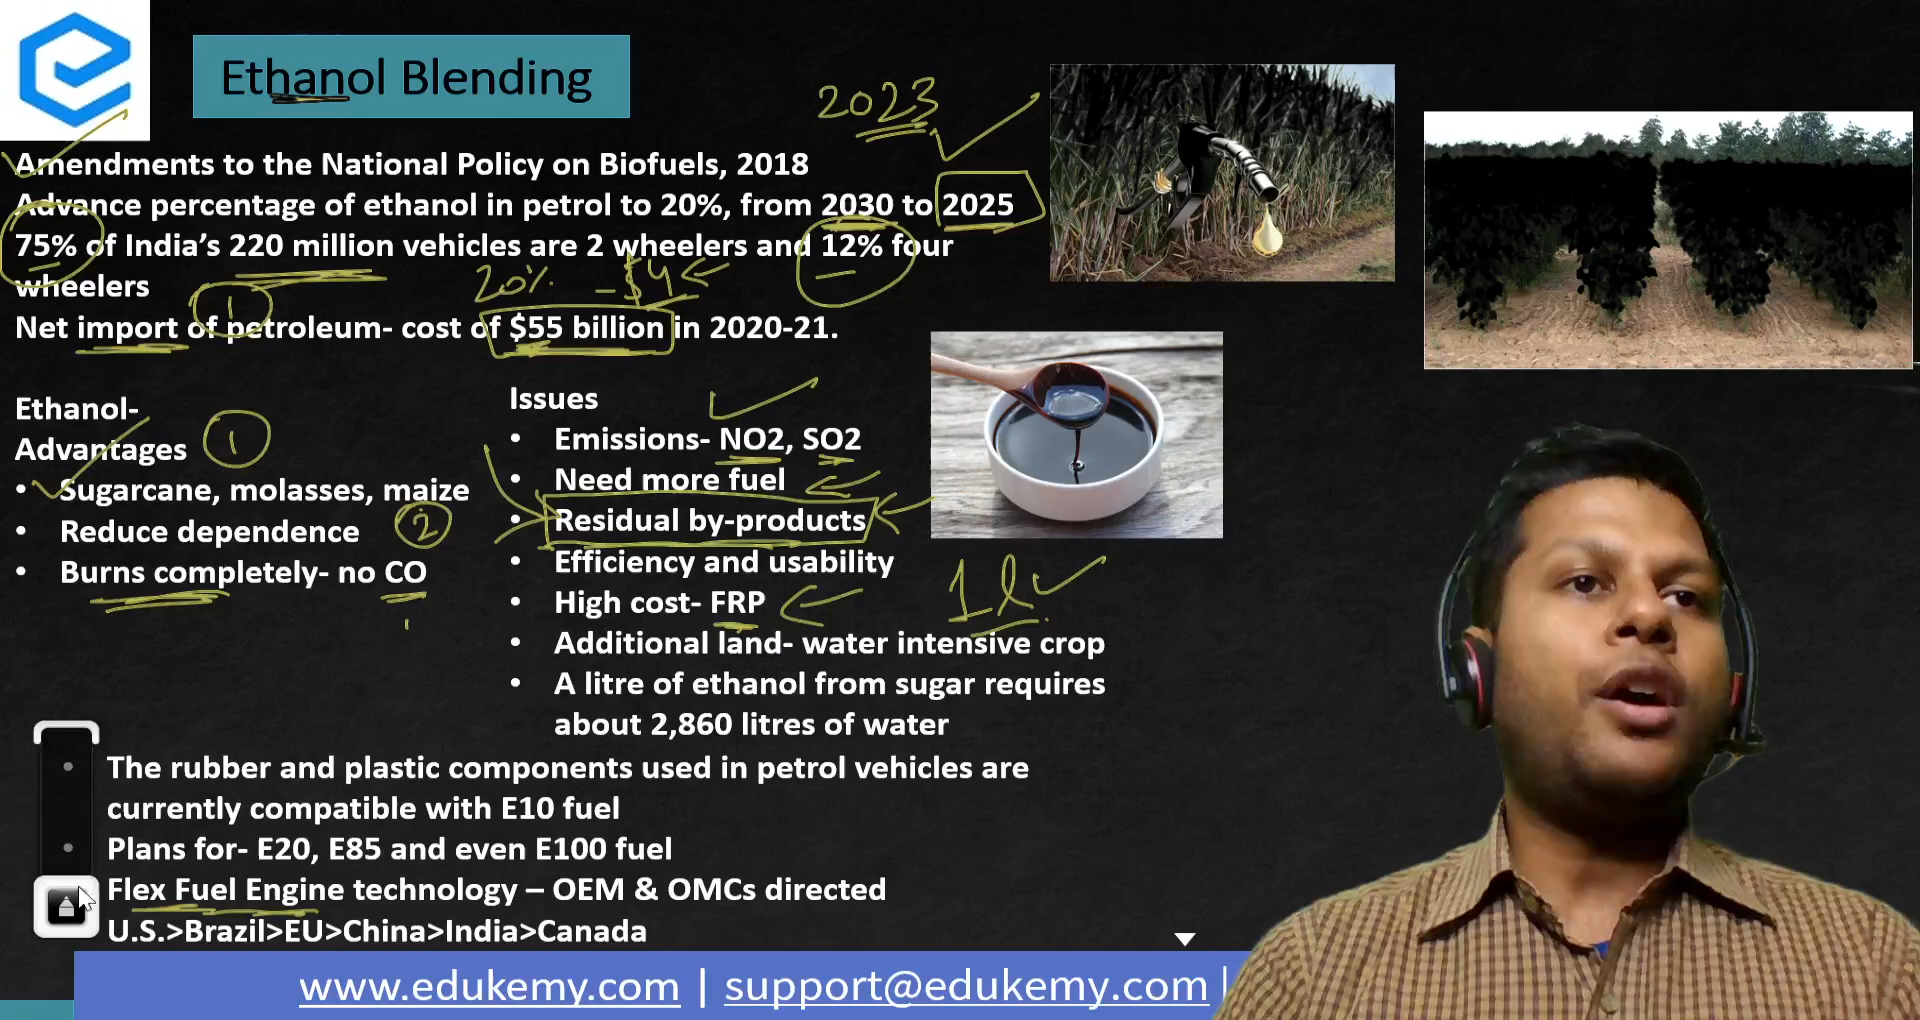 Ethanol Blending
2023
Amendments to the National Policy on Biofuels, 2018
Advance percentage of ethanol in petrol to 20%, from 2030 to 2025
75% of India's 220 million vehicles are 2 wheelers and 12% four
wheelers
20% - $4
1
Net import of petroleum- cost of $55 billion in 2020-21.
Ethanol-
Advantages
1
• Sugarcane, molasses, maize
• Reduce dependence
2
• Burns completely- no CO
Issues
• Emissions- NO2, SO2
• Need more fuel
• Residual by-products
• Efficiency and usability
• High cost- FRP
1l
• Additional land- water intensive crop
• A litre of ethanol from sugar requires
about 2,860 litres of water
• The rubber and plastic components used in petrol vehicles are
currently compatible with E10 fuel
• Plans for- E20, E85 and even E100 fuel
Flex Fuel Engine technology – OEM & OMCs directed
U.S.>Brazil>EU>China>India>Canada
www.edukemy.com | support@edukemy.com |